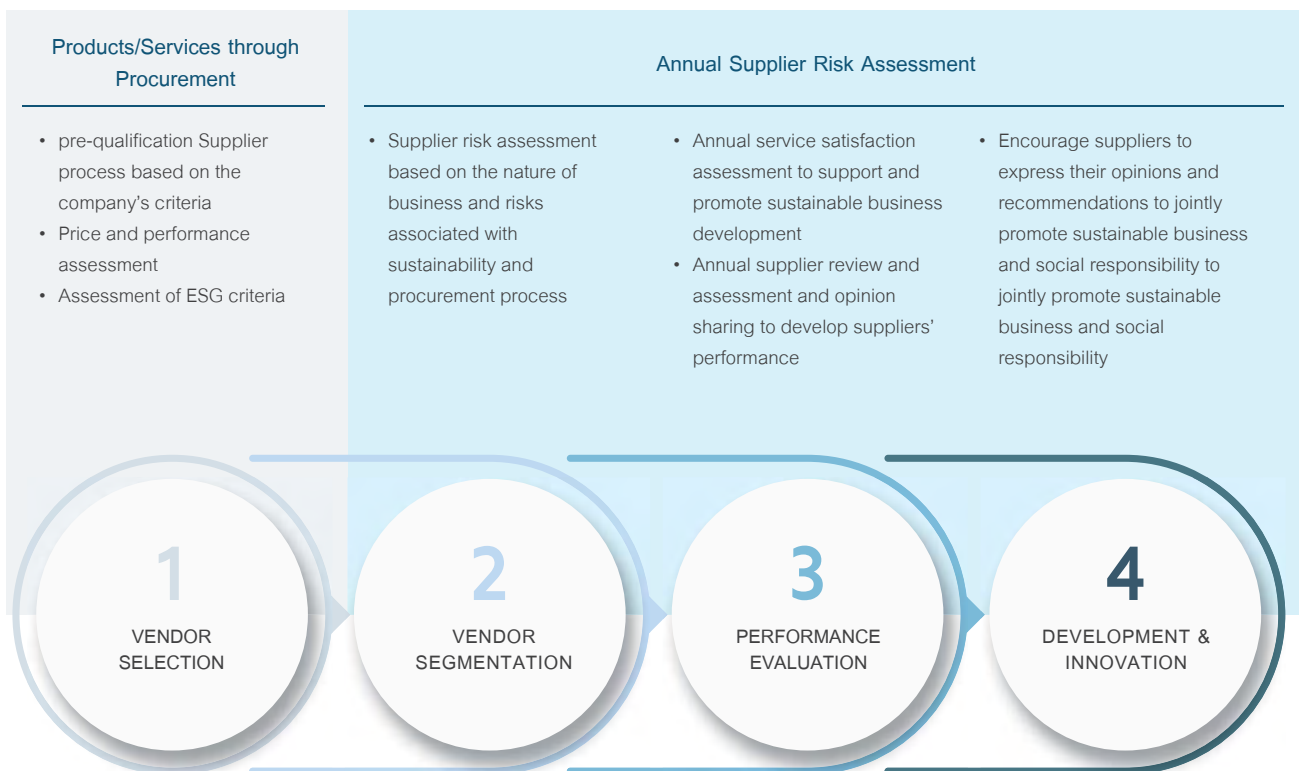 Products/Services through
Procurement
• pre-qualification Supplier
process based on the
company's criteria
• Price and performance
assessment
• Assessment of ESG criteria
Annual Supplier Risk Assessment
• Supplier risk assessment
based on the nature of
business and risks
associated with
sustainability and
procurement process
• Annual service satisfaction
assessment to support and
promote sustainable business
development
• Annual supplier review and
assessment and opinion
sharing to develop suppliers'
performance
• Encourage suppliers to
express their opinions and
recommendations to jointly
promote sustainable business
and social responsibility to
jointly promote sustainable
business and social
responsibility
1
VENDOR
SELECTION
2
VENDOR
SEGMENTATION
3
PERFORMANCE
EVALUATION
4
DEVELOPMENT &
INNOVATION